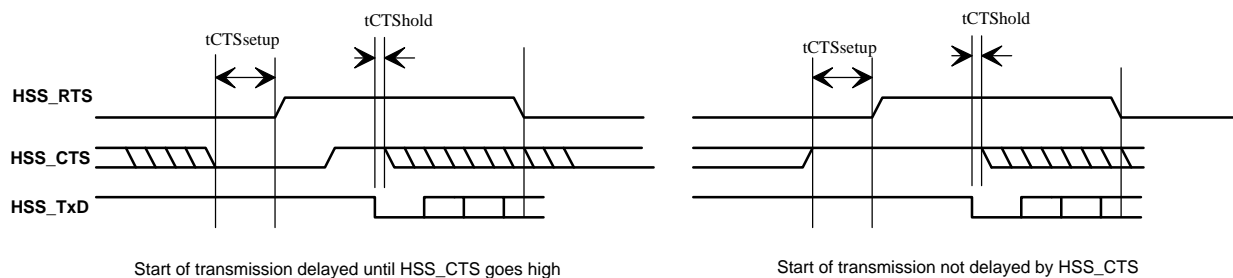 tCTShold
tCTSsetup
HSS_RTS
HSS_CTS
HSS_TxD
Start of transmission delayed until HSS_CTS goes high
tCTShold
tCTSsetup
Start of transmission not delayed by HSS_CTS